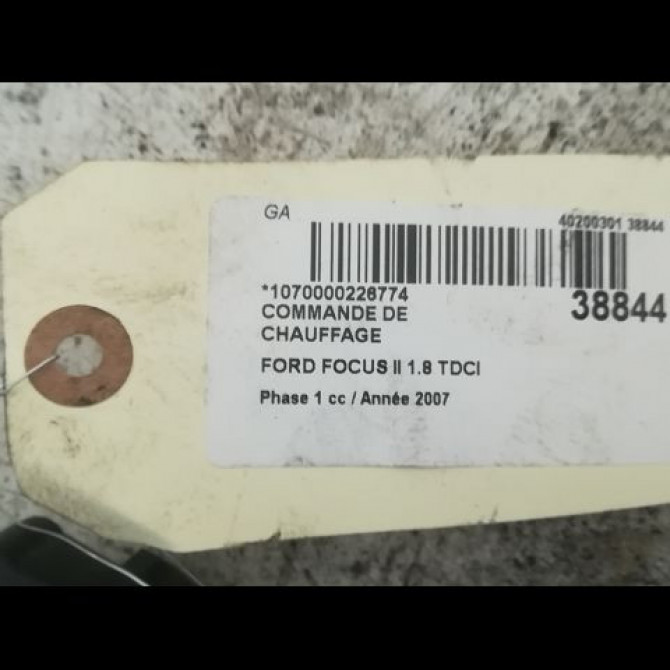 GA
40200301 38844
*1070000226774
38844
COMMANDE DE
CHAUFFAGE
FORD FOCUS II 1.8 TDCI
Phase 1 cc / Année 2007